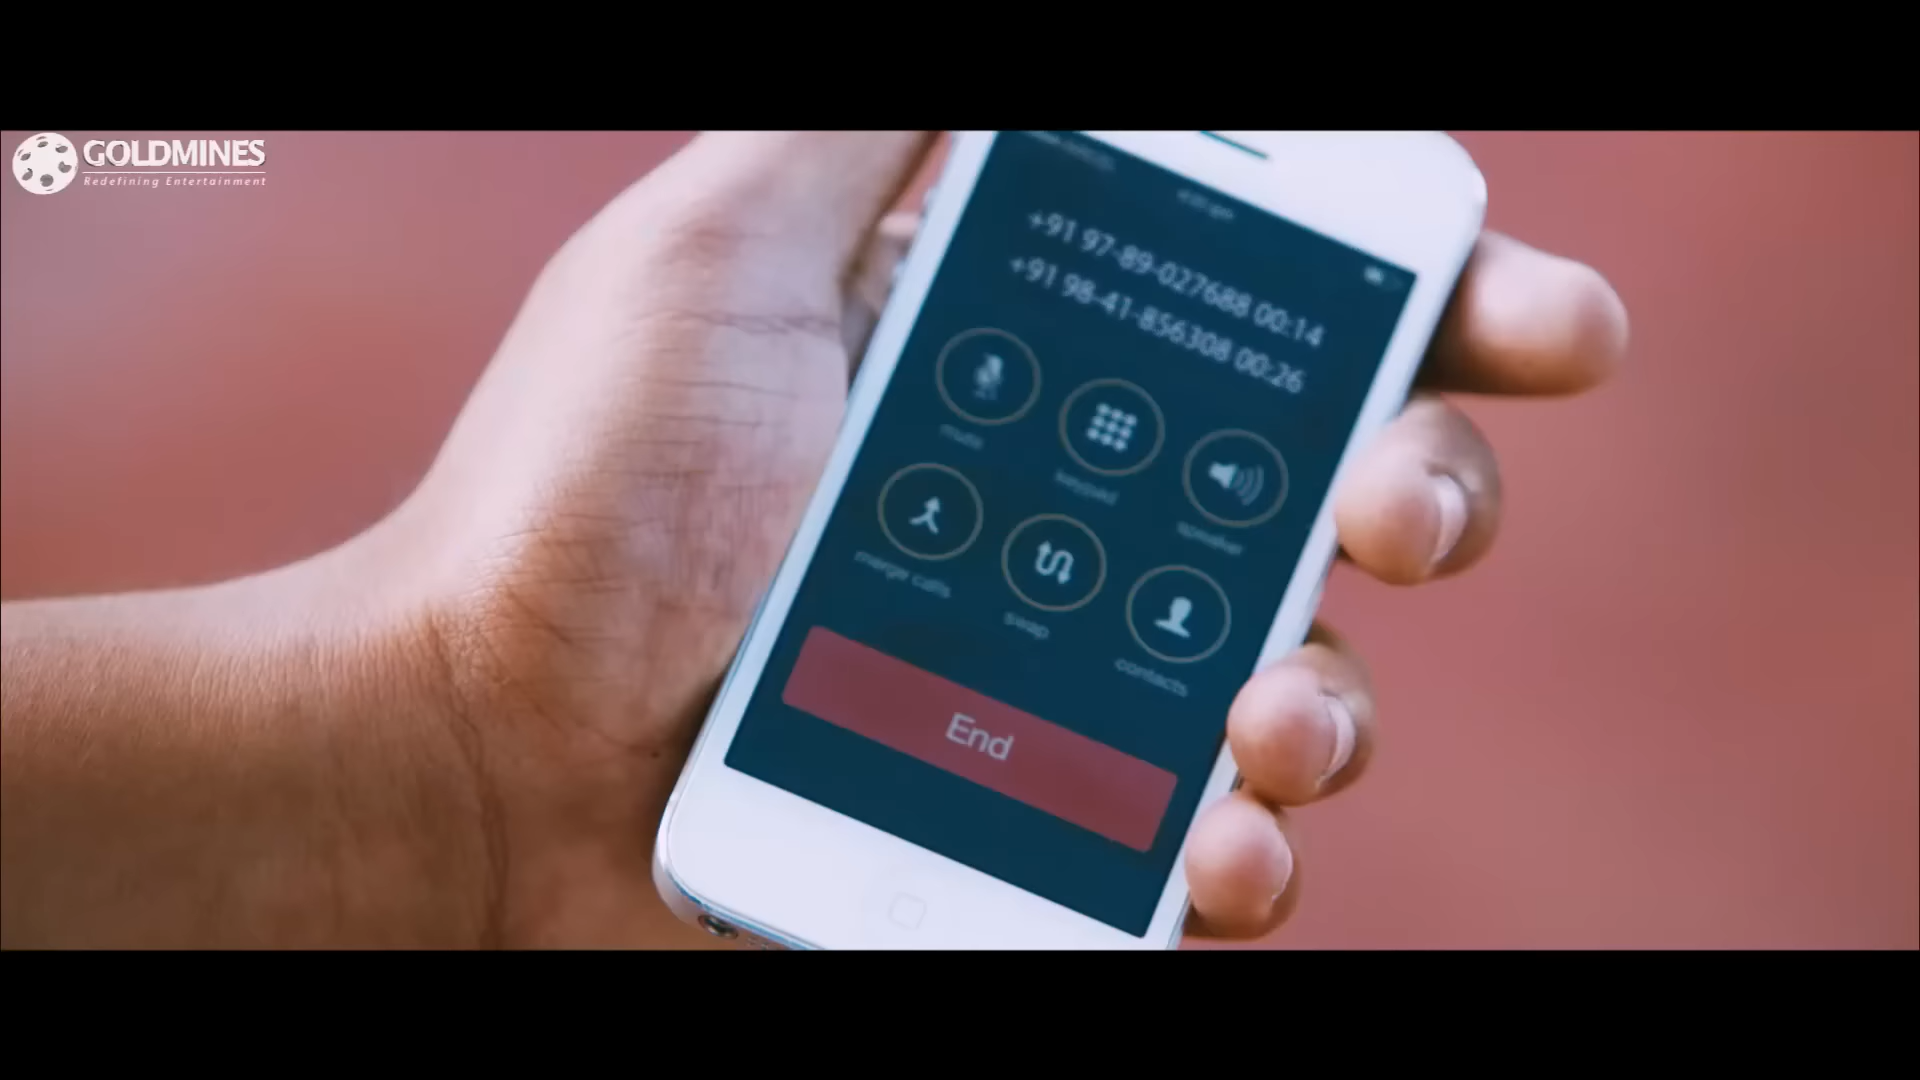 GOLDMINES
Redefining Entertainment
+91 97-89-027688 00:14
+91 98-41-856308 00:26
mute
keypad
speaker
merge calls
swap
contacts
End